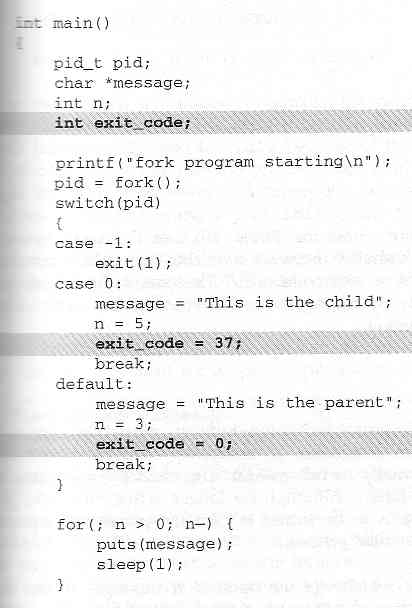 int main()
{
pid_t pid;
char *message;
int n;
int exit_code;
printf("fork program starting\n");
pid = fork();
switch(pid)
{
case -1:
exit(1);
case 0:
message = "This is the child";
n = 5;
exit_code = 37;
break;
default:
message = "This is the parent";
n = 3;
exit_code = 0;
break;
}
for(; n > 0; n—) {
puts(message);
sleep(1);
}